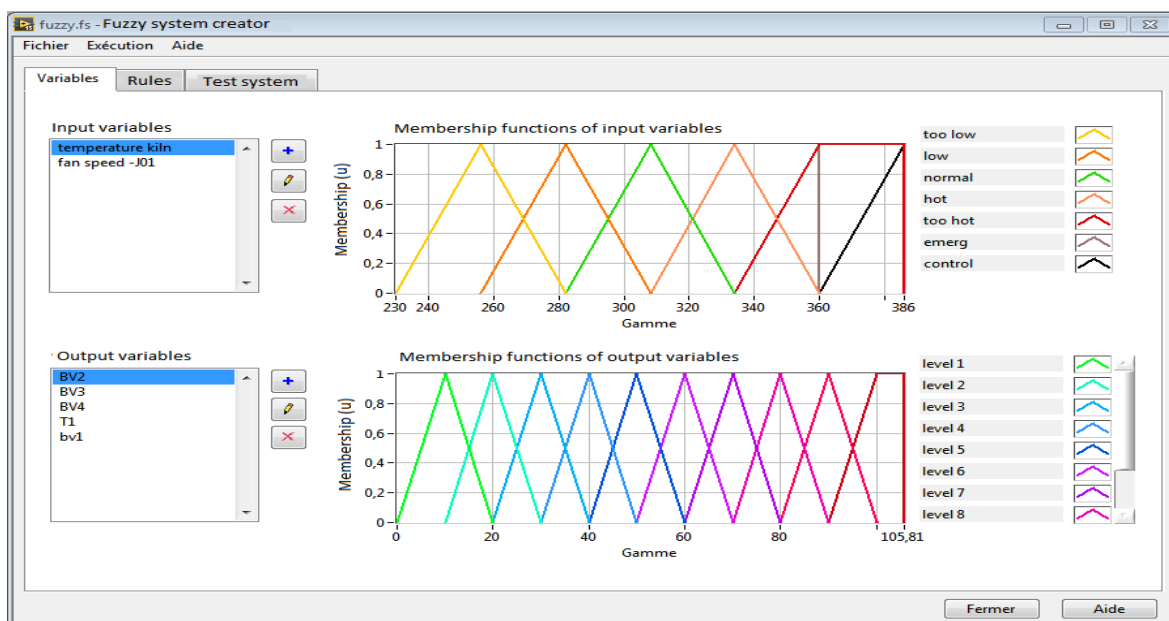 fuzzy.fs - Fuzzy system creator
Fichier Exécution Aide
Variables Rules Test system
Input variables
temperature kiln
fan speed -J01
Membership functions of input variables
Membership (u)
1
0,8
0,6
0,4
0,2
0
230 240 260 280 300 320 340 360 386
Gamme
too low
low
normal
hot
too hot
emerg
control
Output variables
BV2
BV3
BV4
T1
bv1
Membership functions of output variables
Membership (u)
1
0,8
0,6
0,4
0,2
0
0 20 40 60 80 105,81
Gamme
level 1
level 2
level 3
level 4
level 5
level 6
level 7
level 8
Fermer Aide